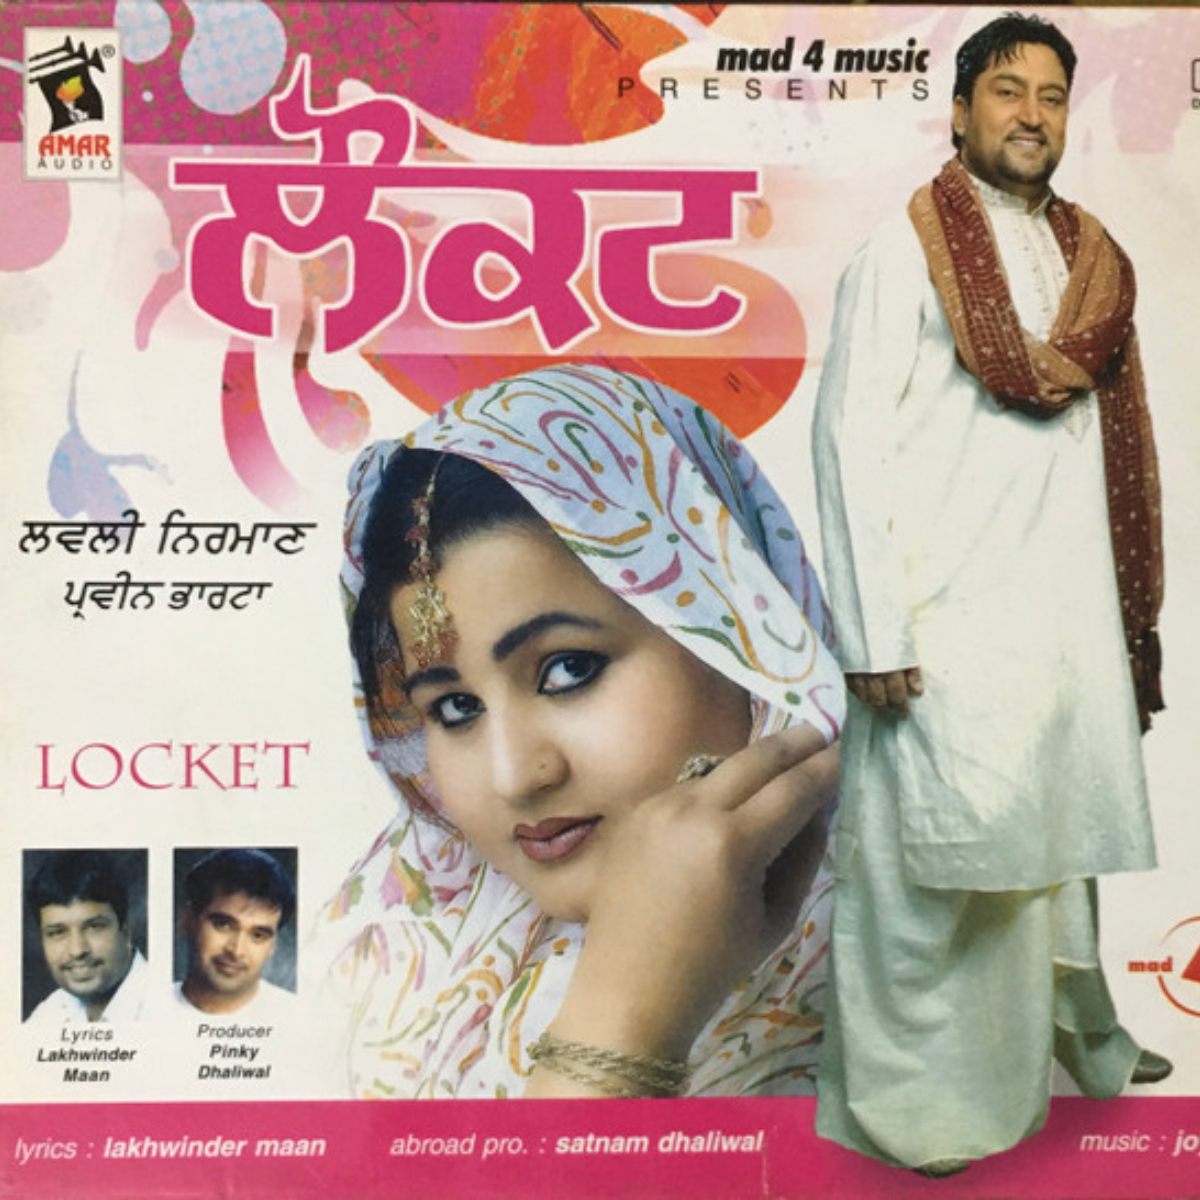 AMAR
AUDIO
mad 4 music
PRESENTS
ਲੌਕਟ
ਲਵਲੀ ਨਿਰਮਾਣ
ਪ੍ਰਵੀਨ ਭਾਰਟਾ
LOCKET
Lyrics
Lakhwinder
Maan
Producer
Pinky
Dhaliwal
mad
lyrics : lakhwinder maan
abroad pro. : satnam dhaliwal
music :